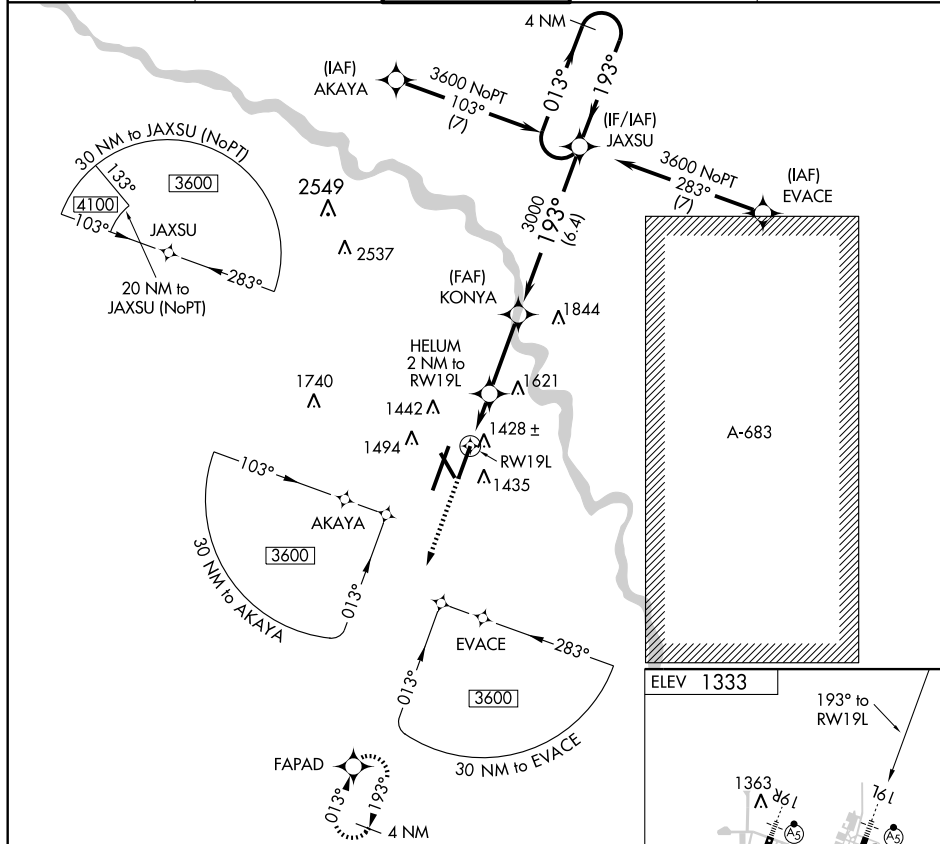 4 NM
013°
193°
(IAF)
AKAYA
3600 NoPT
103°
(7)
(IF/IAF)
JAXSU
3600 NoPT
283°
(7)
(IAF)
EVACE
30 NM to JAXSU (NoPT)
133°
3600
4100
103°
JAXSU
283°
20 NM to
JAXSU (NoPT)
2549
2537
3000
193°
(6.4)
(FAF)
KONYA
1844
HELUM
2 NM to
RW19L
1621
1740
1442
1494
1428 ±
RW19L
1435
A-683
103°
AKAYA
3600
013°
30 NM to AKAYA
EVACE
283°
013°
3600
30 NM to EVACE
FAPAD
013°
193°
4 NM
ELEV 1333
193° to
RW19L
1363
19R
19L
A5
A5